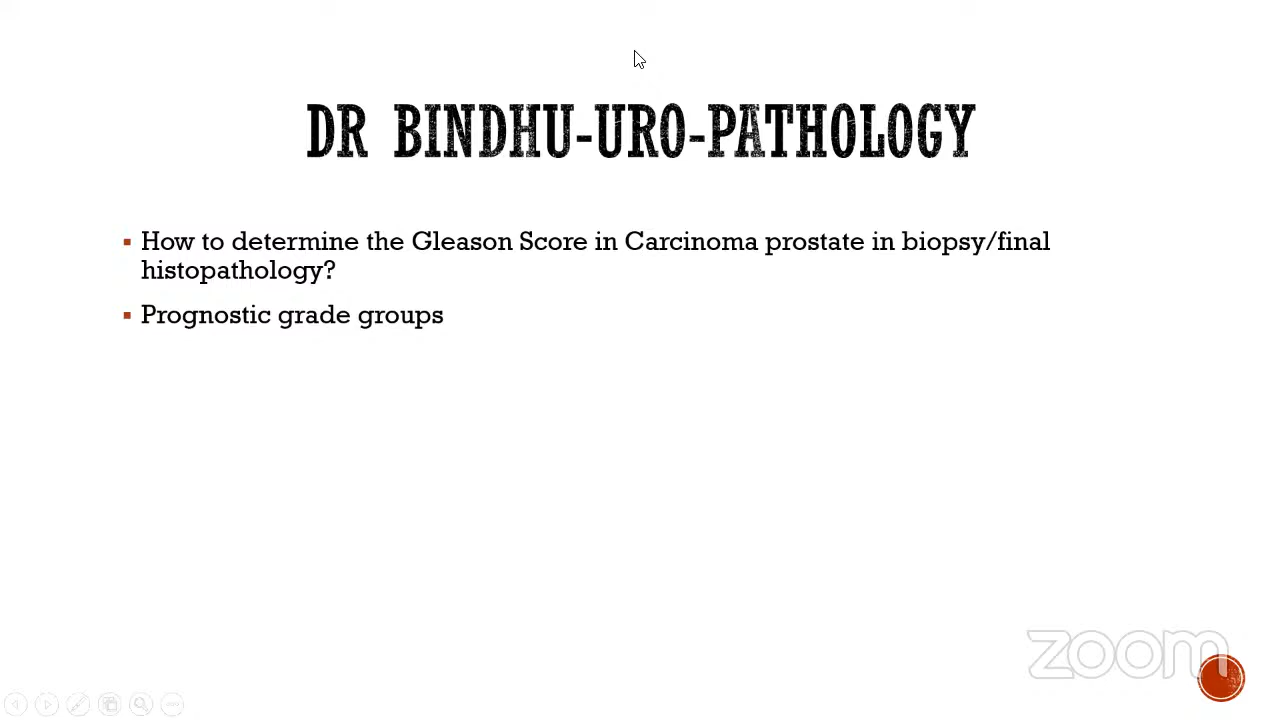 DR BINDHU-URO-PATHOLOGY
▪ How to determine the Gleason Score in Carcinoma prostate in biopsy/final
histopathology?
▪ Prognostic grade groups
zoom